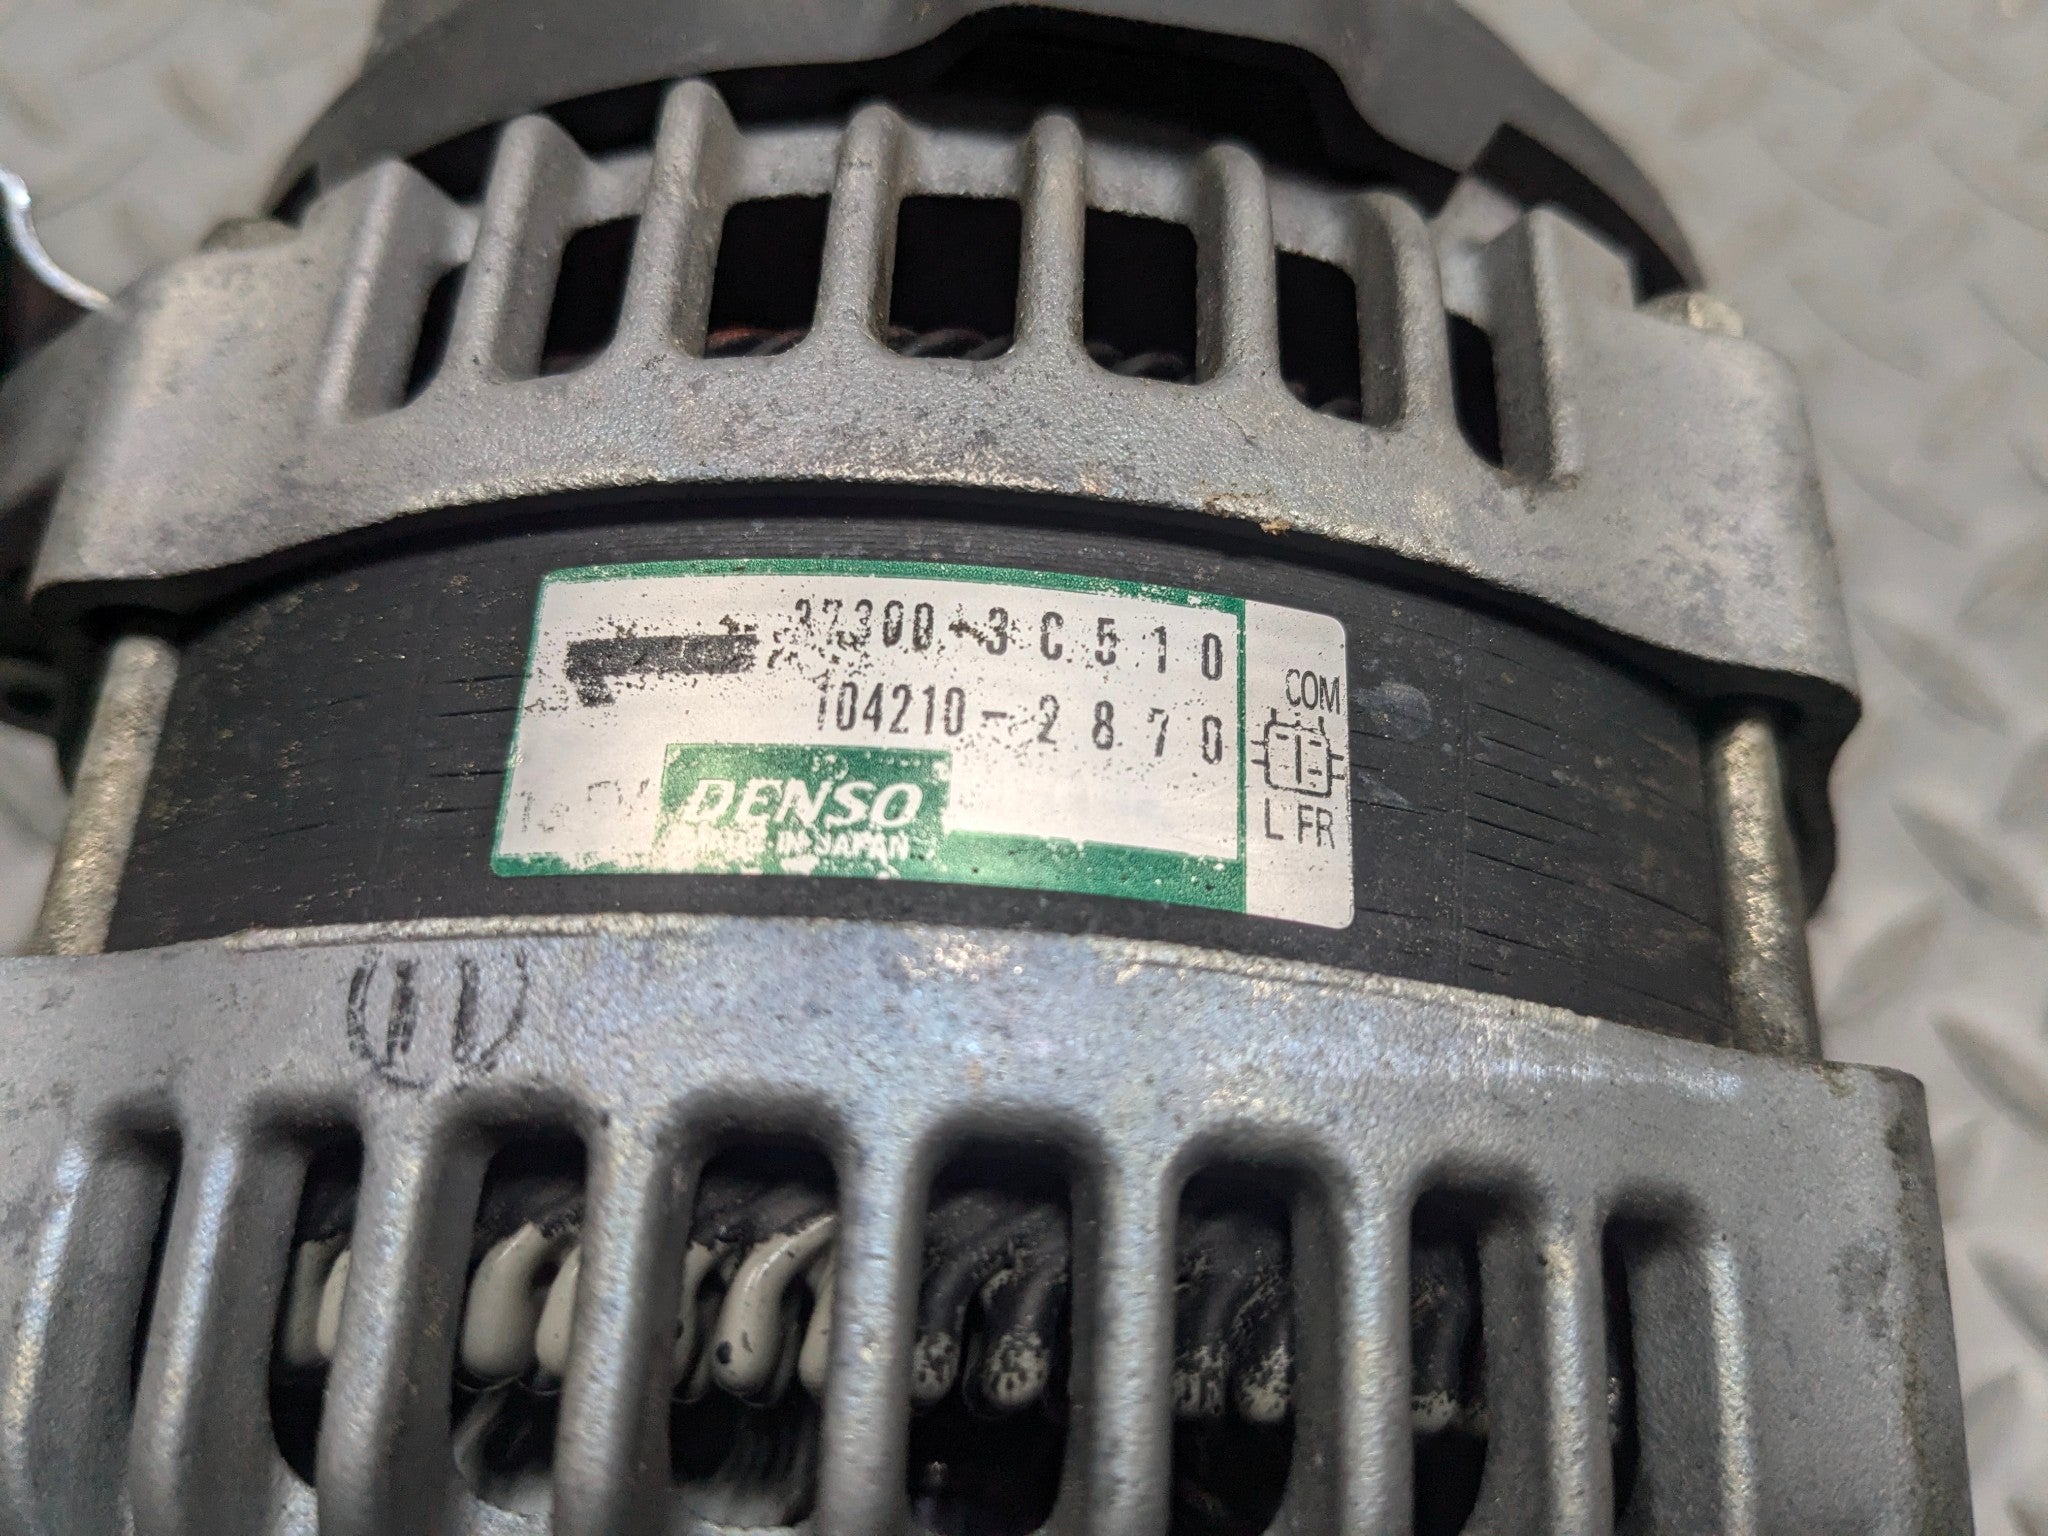 37300-3C510
104210-2870
DENSO
MADE IN JAPAN
COM
L FR